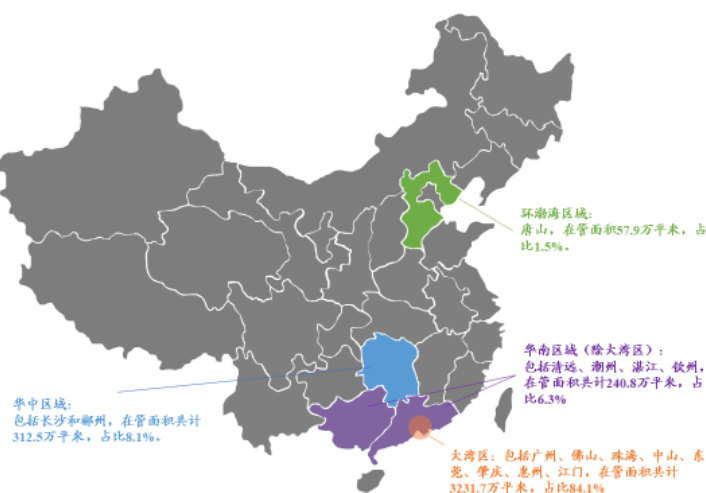 环渤海区域：
唐山，在管面积57.9万平米，占
比1.5%。
华南区域（除大湾区）：
包括清远、潮州、湛江、钦州，
在管面积共计240.8万平米，占
比6.3%
华中区域：
包括长沙和郴州，在管面积共计
312.5万平米，占比8.1%。
大湾区：包括广州、佛山、珠海、中山、东
莞、肇庆、惠州、江门，在管面积共计
3231.7万平米，占比84.1%